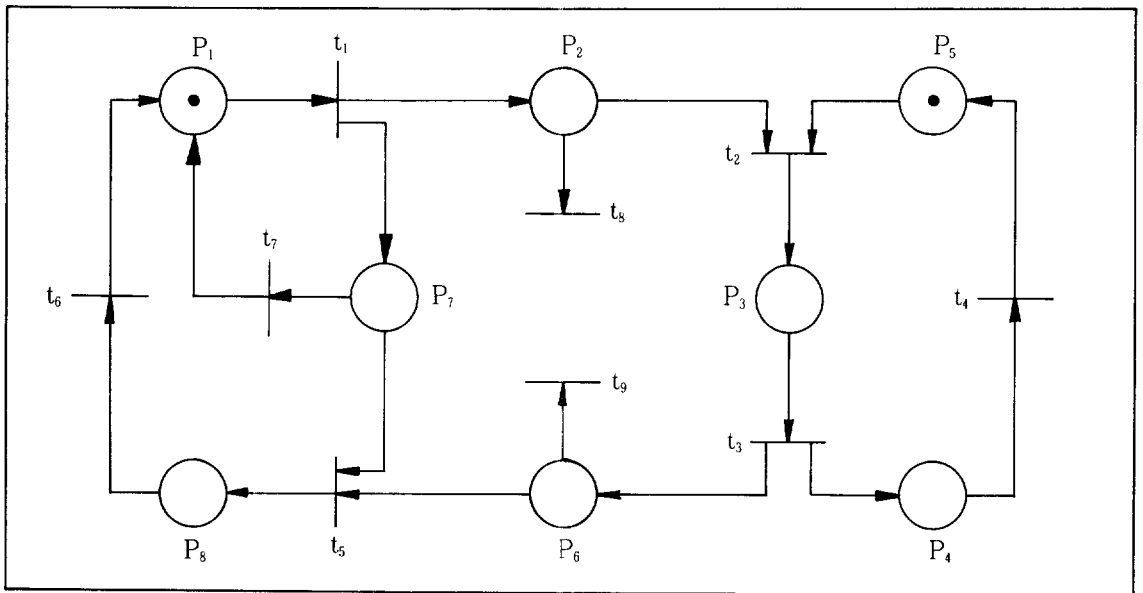 P₁
t₁
P₂
P₅
t₂
t₈
t₇
t₆
P₇
P₃
t₄
t₉
t₃
P₈
t₅
P₆
P₄